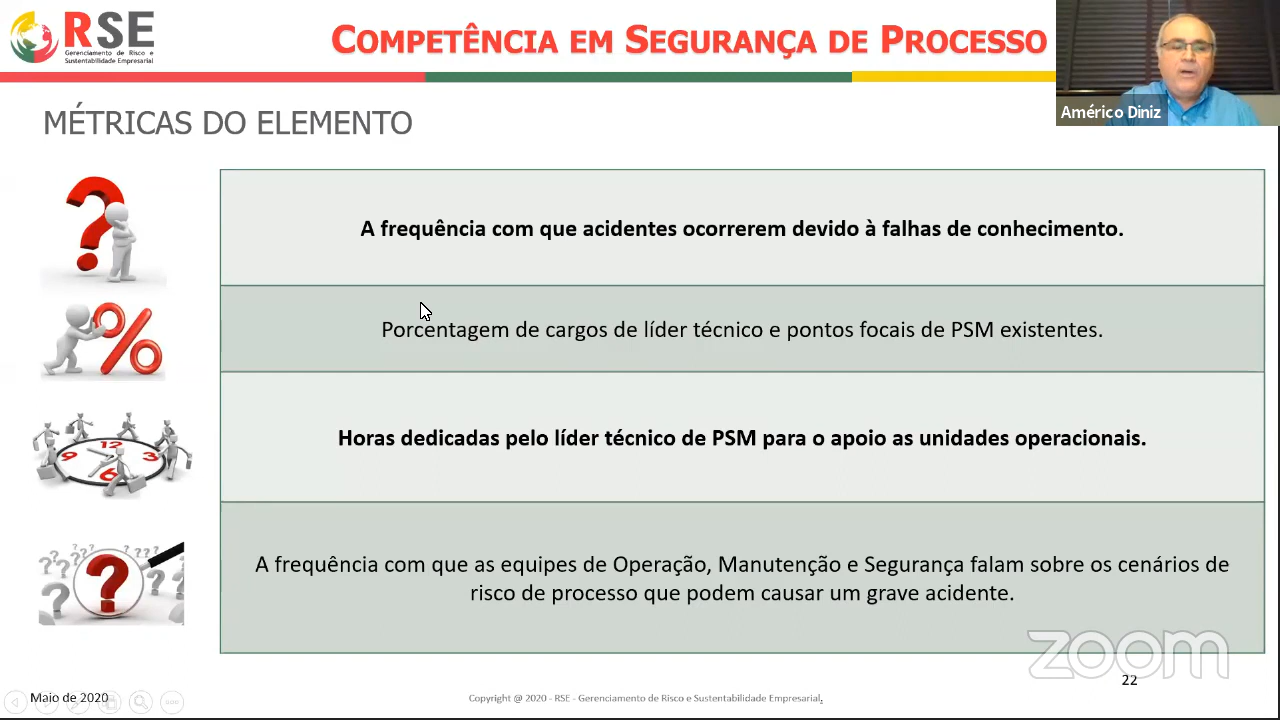 RSE
Gerenciamento de Risco e
Sustentabilidade Empresarial
COMPETÊNCIA EM SEGURANÇA DE PROCESSO
Américo Diniz
MÉTRICAS DO ELEMENTO
A frequência com que acidentes ocorrerem devido à falhas de conhecimento.
Porcentagem de cargos de líder técnico e pontos focais de PSM existentes.
Horas dedicadas pelo líder técnico de PSM para o apoio as unidades operacionais.
12
9
3
6
A frequência com que as equipes de Operação, Manutenção e Segurança falam sobre os cenários de
risco de processo que podem causar um grave acidente.
zoom
22
Maio de 2020
Copyright @ 2020 - RSE - Gerenciamento de Risco e Sustentabilidade Empresarial.